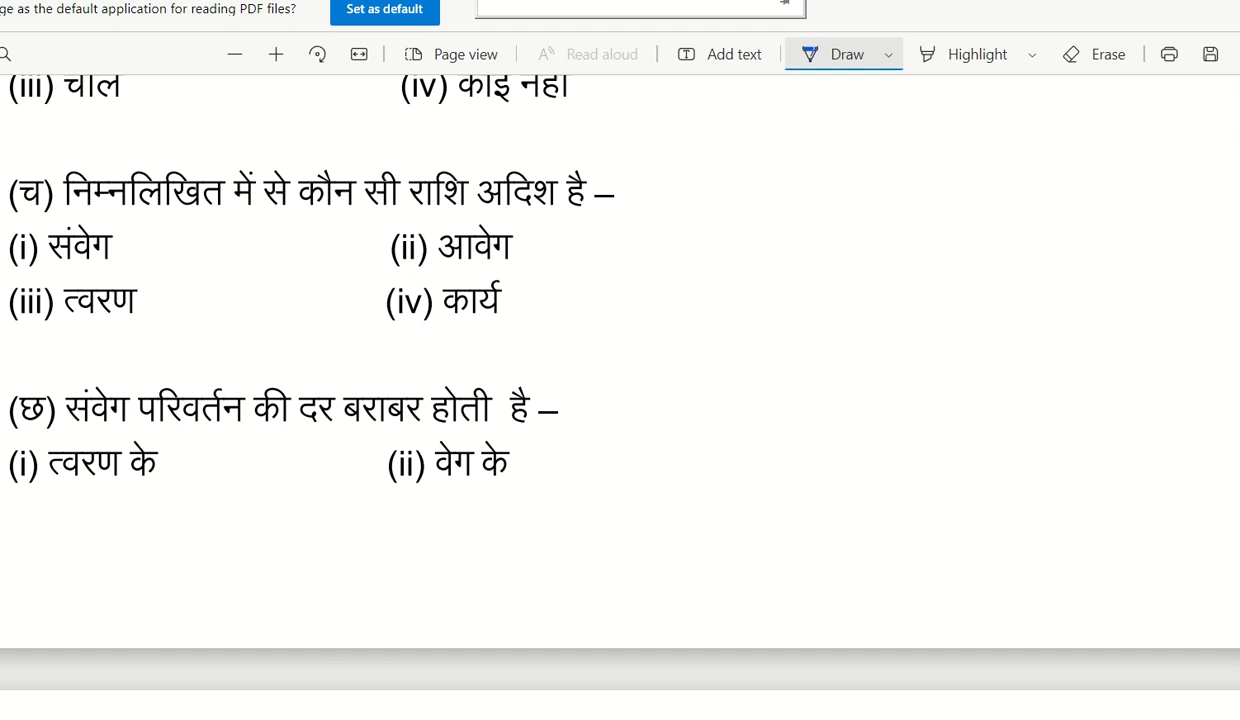 ge as the default application for reading PDF files? Set as default
Page view Read aloud Add text Draw Highlight Erase
(iii) चाल (iv) कोई नहीं
(च) निम्नलिखित में से कौन सी राशि अदिश है –
(i) संवेग (ii) आवेग
(iii) त्वरण (iv) कार्य
(छ) संवेग परिवर्तन की दर बराबर होती है –
(i) त्वरण के (ii) वेग के